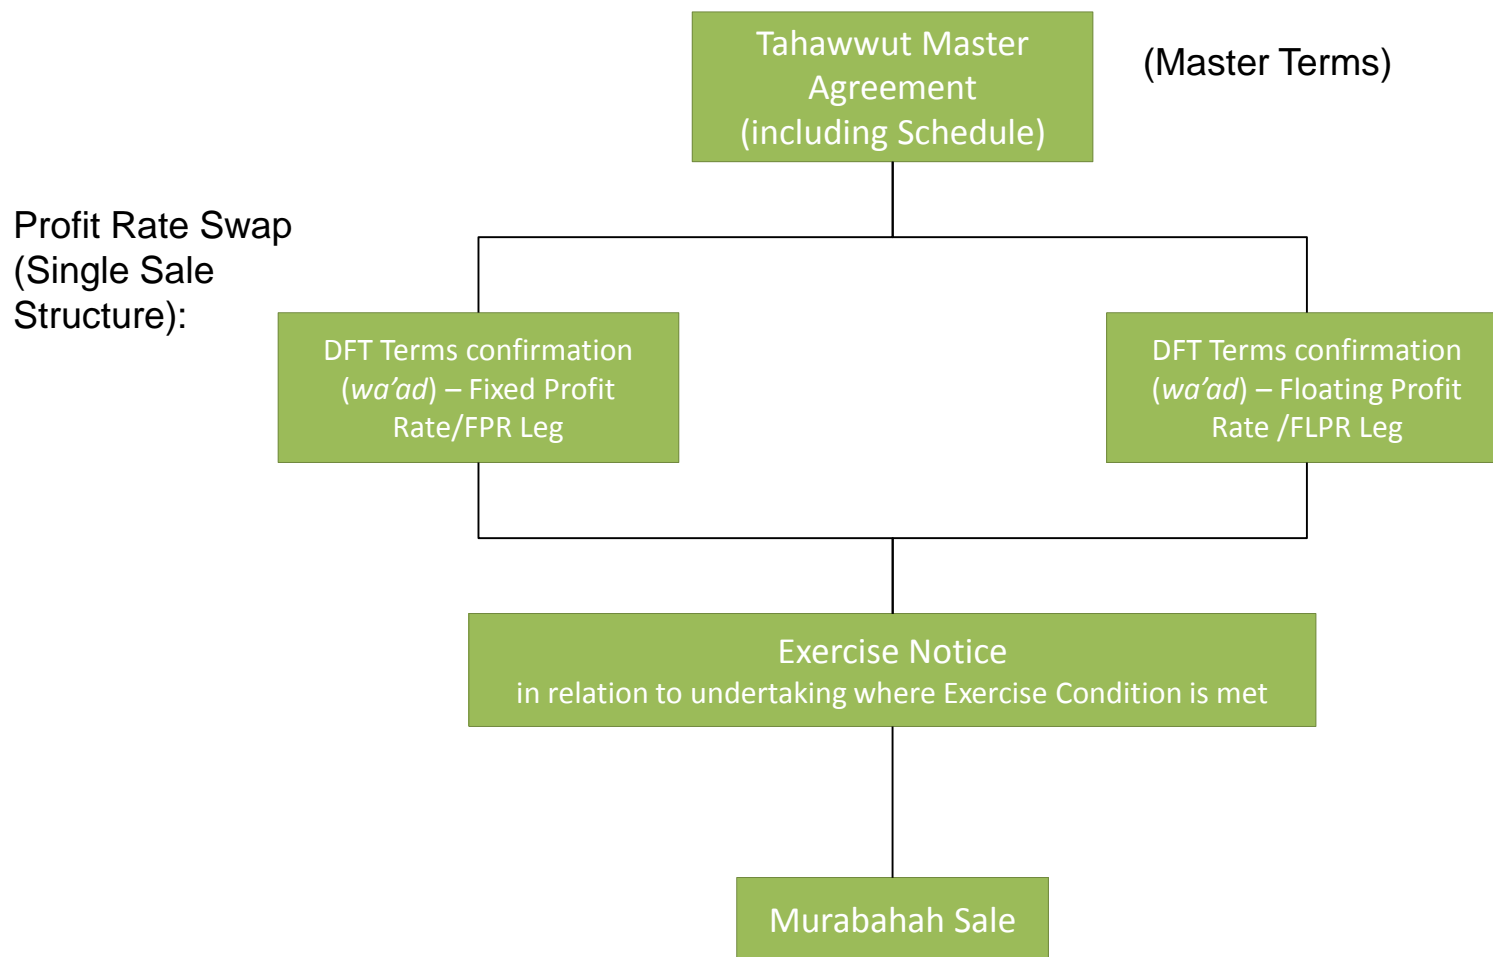 Tahawwut Master
Agreement
(including Schedule)
(Master Terms)
Profit Rate Swap
(Single Sale
Structure):
DFT Terms confirmation
(wa’ad) – Fixed Profit
Rate/FPR Leg
DFT Terms confirmation
(wa’ad) – Floating Profit
Rate /FLPR Leg
Exercise Notice
in relation to undertaking where Exercise Condition is met
Murabahah Sale